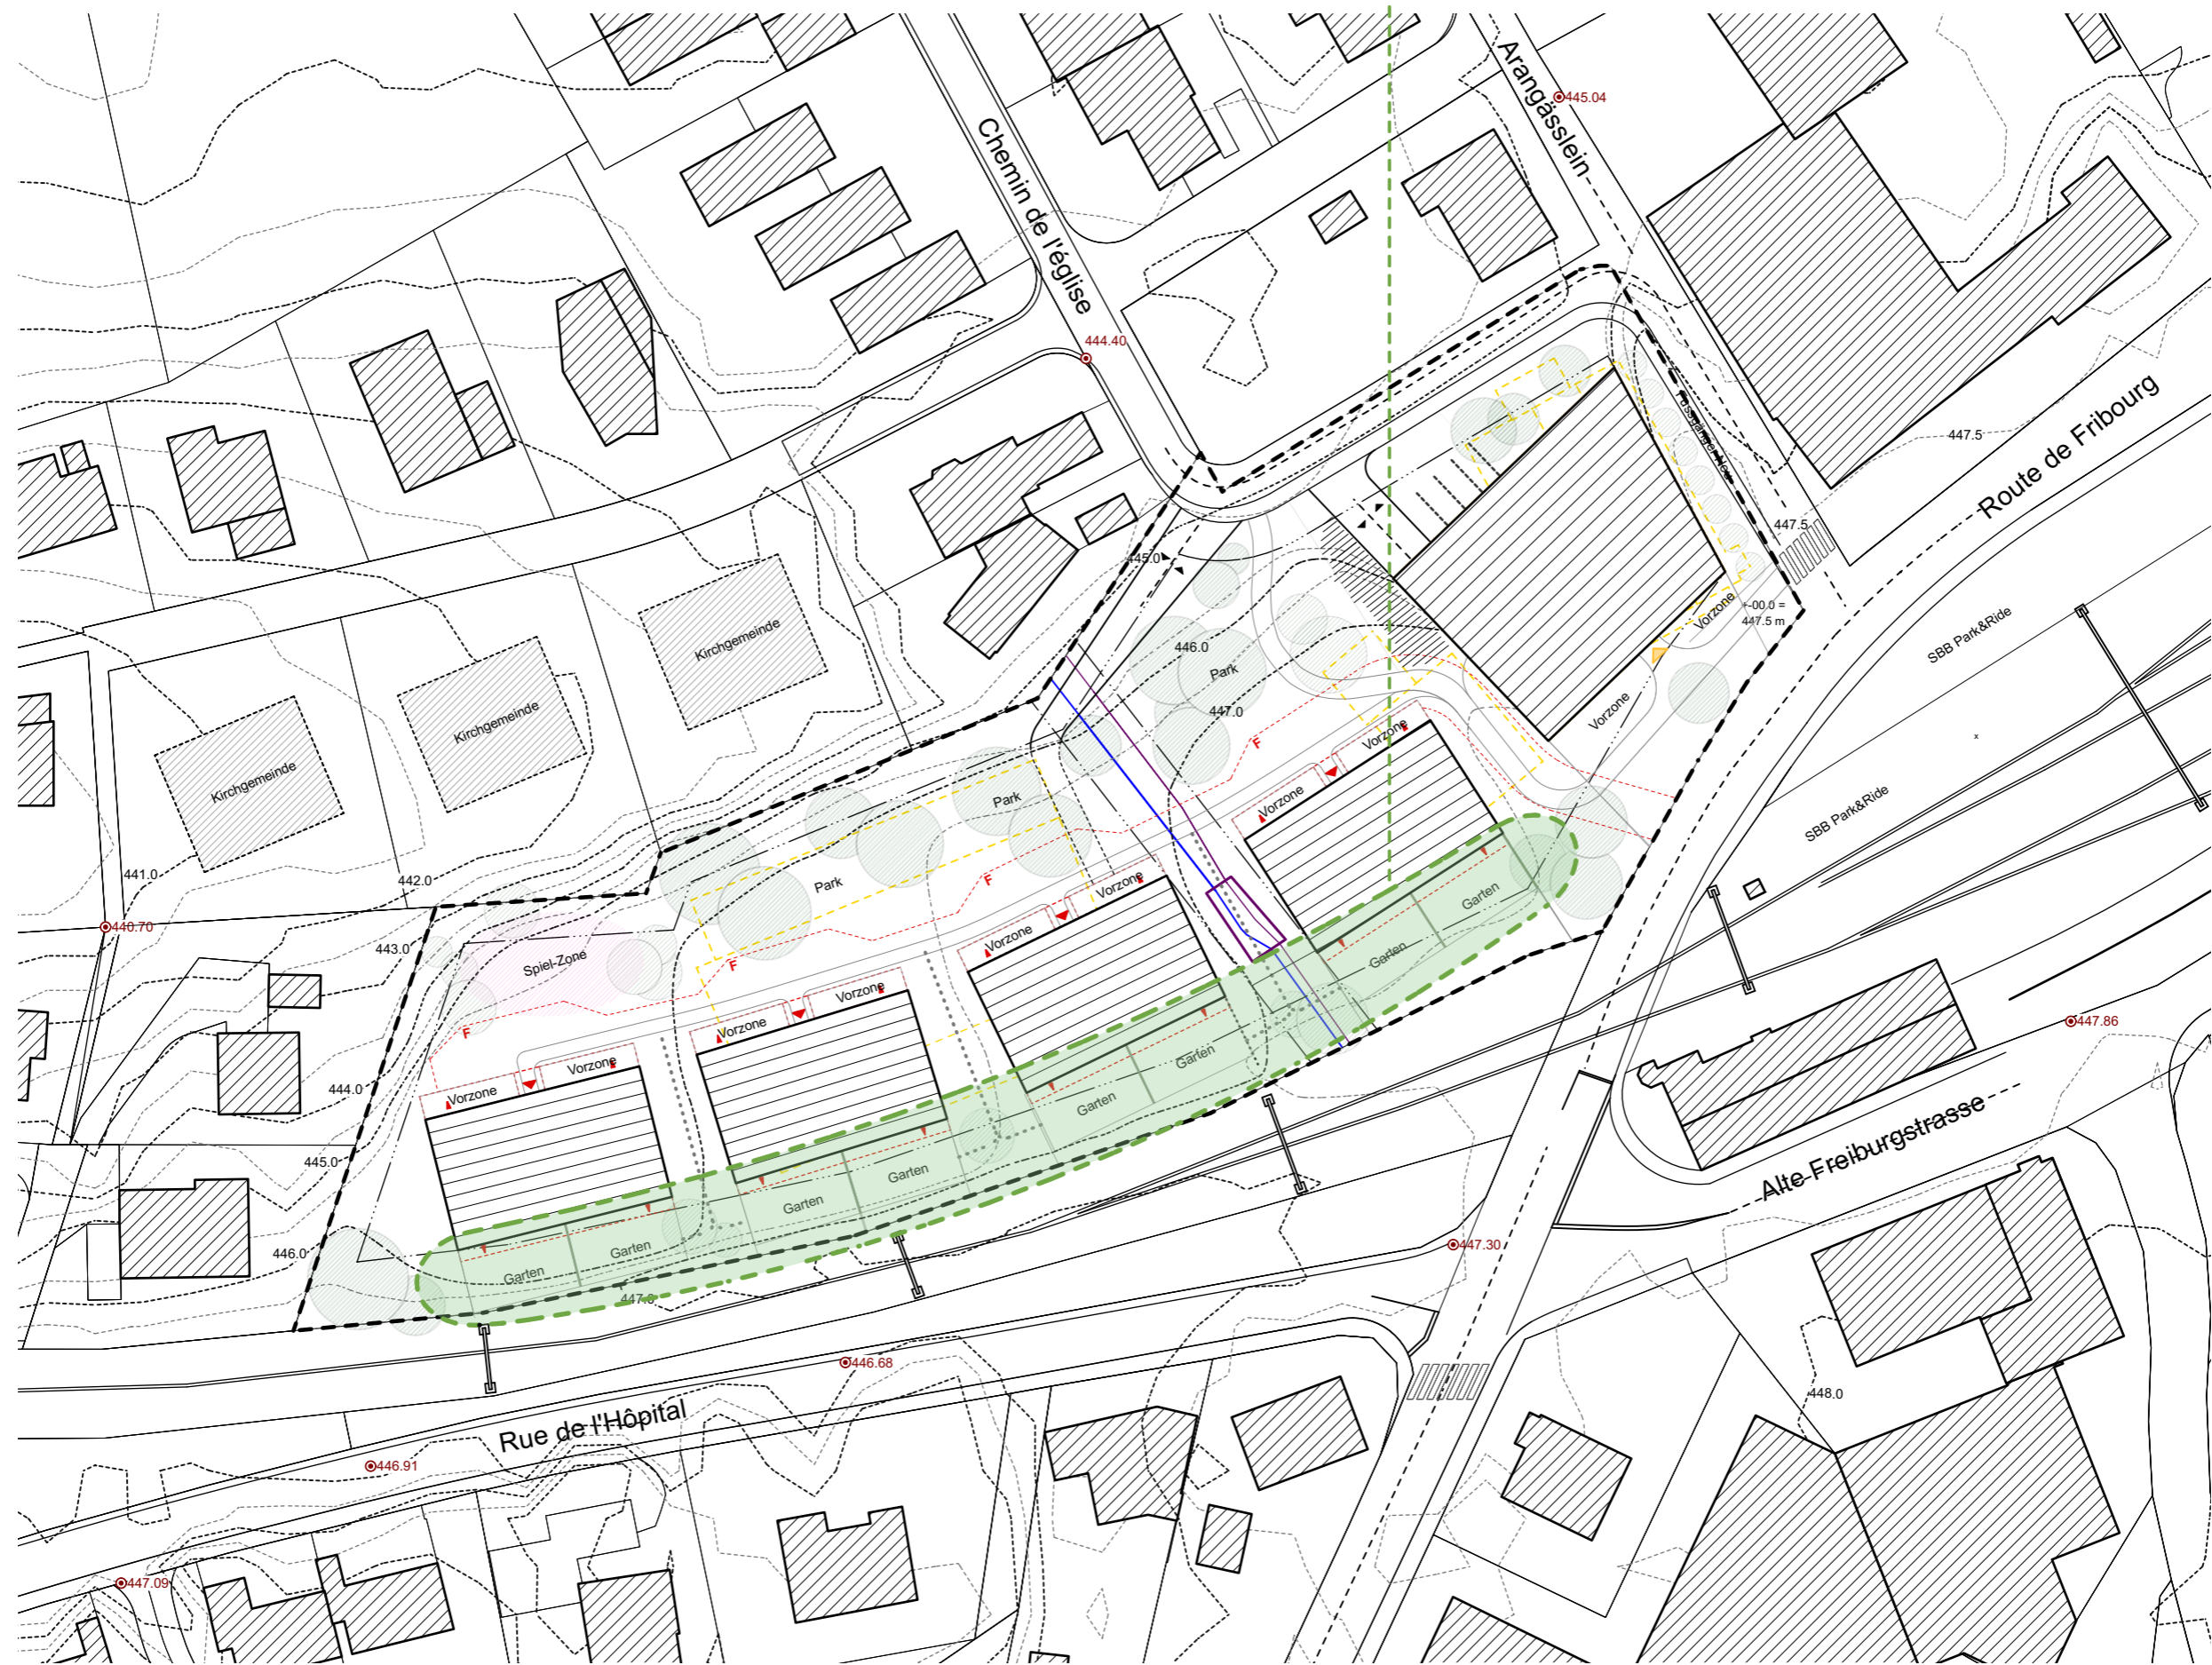 Arangässlein
445.04
Chemin de l'église
444.40
Route de Fribourg
447.5
447.5
Vorzone
+-00.0 =
447.5 m
SBB Park&Ride
SBB Park&Ride
x
445.0
446.0
Park
447.0
Vorzone
Vorzone
Vorzone
F
Kirchgemeinde
Kirchgemeinde
Kirchgemeinde
441.0
442.0
440.70
443.0
444.0
445.0
446.0
447.0
Park
Park
Spiel-Zone
F
F
F
Vorzone
Vorzone
Vorzone
Vorzone
Vorzone
Vorzone
Garten
Garten
Garten
Garten
Garten
Garten
Garten
Garten
447.86
Alte Freiburgstrasse
447.30
446.68
Rue de l'Hôpital
446.91
448.0
447.09